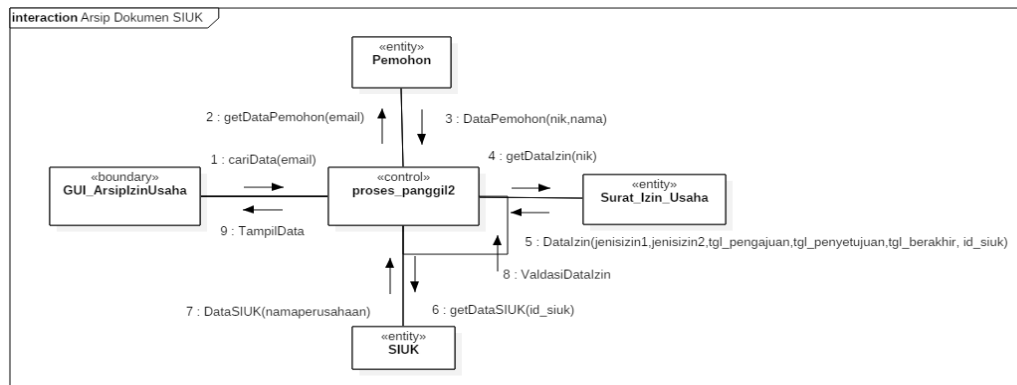 interaction Arsip Dokumen SIUK
«entity»
Pemohon
2 : getDataPemohon(email)
3 : DataPemohon(nik,nama)
1 : cariData(email)
4 : getDataIzin(nik)
«boundary»
GUI_ArsipIzinUsaha
«control»
proses_panggil2
«entity»
Surat_Izin_Usaha
9 : TampilData
5 : DataIzin(jenisizin1,jenisizin2,tgl_pengajuan,tgl_penyetujuan,tgl_berakhir, id_siuk)
8 : ValdasiDataIzin
7 : DataSIUK(namaperusahaan)
6 : getDataSIUK(id_siuk)
«entity»
SIUK